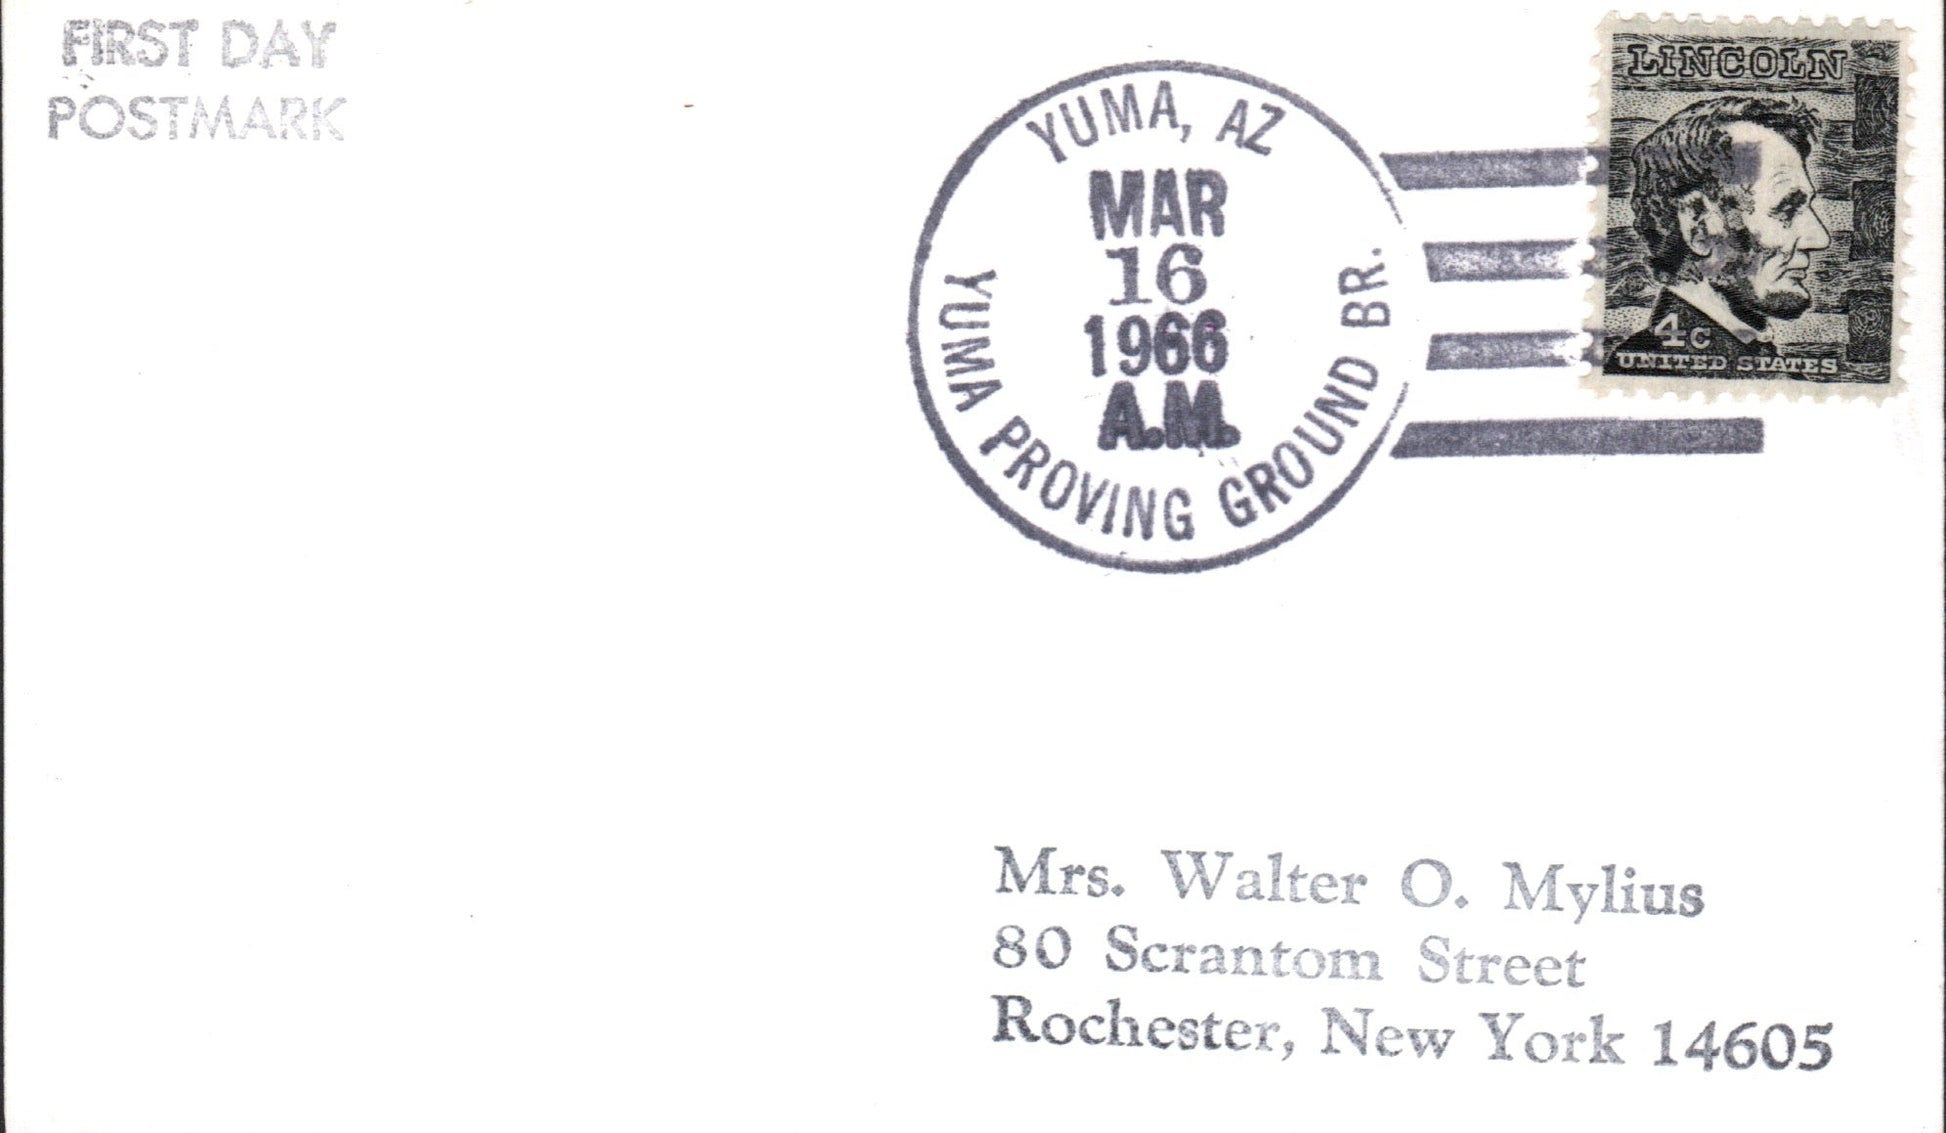 FIRST DAY
POSTMARK
YUMA, AZ
MAR
16
1966
A.M.
YUMA PROVING GROUND BR.
LINCOLN
4c
UNITED STATES
Mrs. Walter O. Mylius
80 Scrantom Street
Rochester, New York 14605